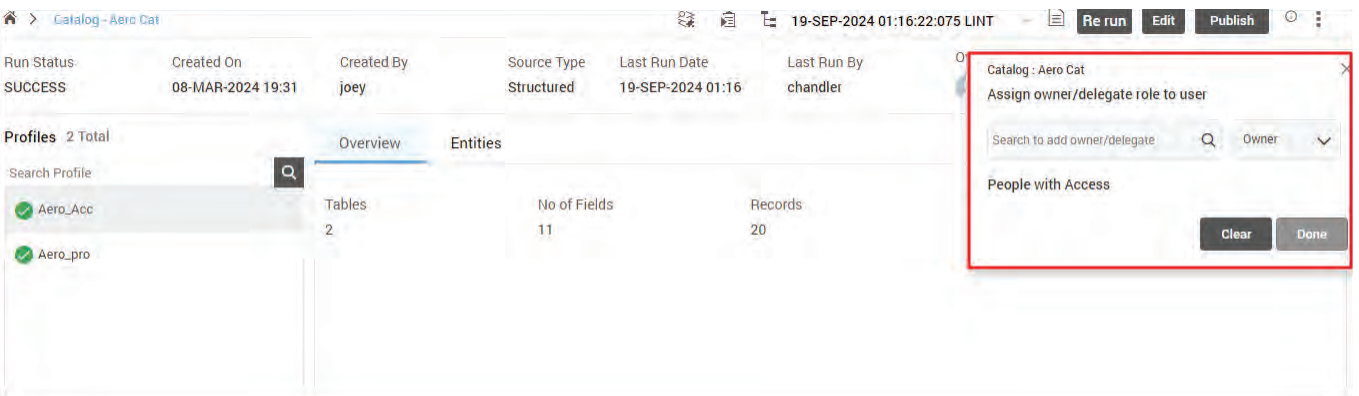 Catalog - Aero Cat
19-SEP-2024 01:16:22:075 LINT
Re run
Edit
Publish
Run Status
Created On
Created By
Source Type
Last Run Date
Last Run By
SUCCESS
08-MAR-2024 19:31
joey
Structured
19-SEP-2024 01:16
chandler
Catalog : Aero Cat
Assign owner/delegate role to user
Search to add owner/delegate
Owner
People with Access
Clear
Done
Profiles 2 Total
Search Profile
Aero_Acc
Aero_pro
Overview
Entities
Tables
No of Fields
Records
2
11
20